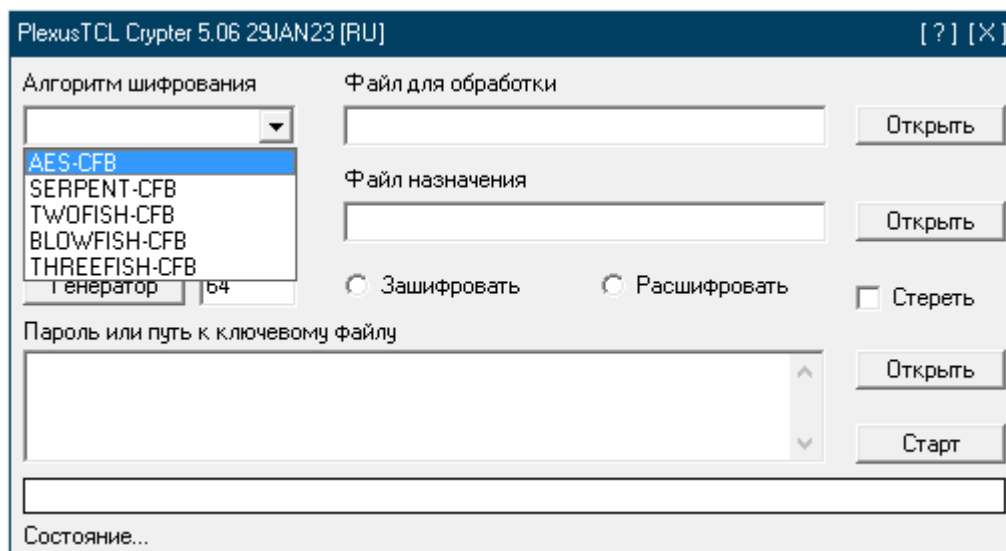 PlexusTCL Crypter 5.06 29JAN23 [RU] [?] [X]
Алгоритм шифрования
AES-CFB
SERPENT-CFB
TWOFISH-CFB
BLOWFISH-CFB
THREEFISH-CFB
Генератор 64
Файл для обработки
Открыть
Файл назначения
Открыть
Зашифровать Расшифровать
Стереть
Пароль или путь к ключевому файлу
Открыть
Старт
Состояние...